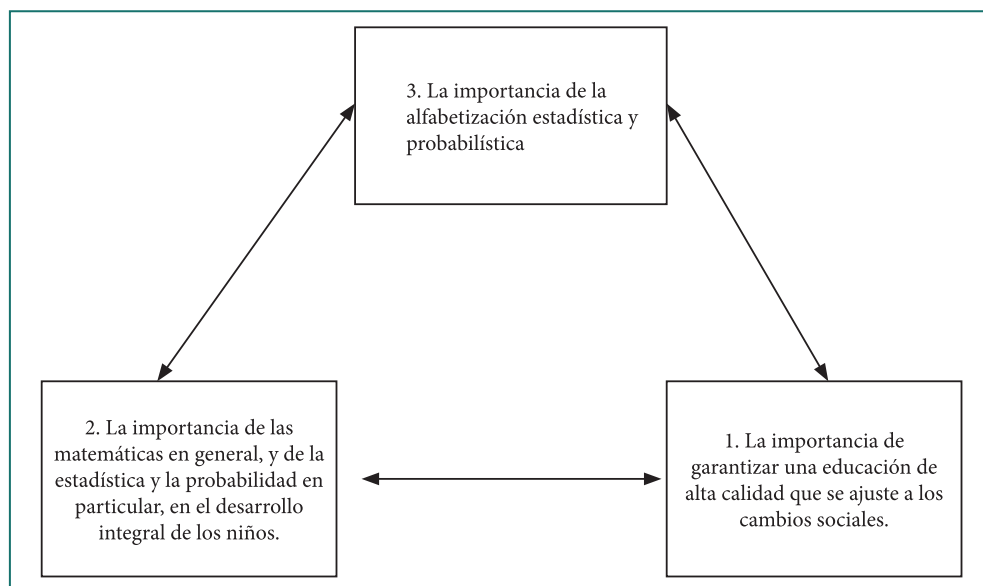 3. La importancia de la
alfabetización estadística y
probabilística
2. La importancia de las
matemáticas en general, y de la
estadística y la probabilidad en
particular, en el desarrollo
integral de los niños.
1. La importancia de
garantizar una educación de
alta calidad que se ajuste a los
cambios sociales.